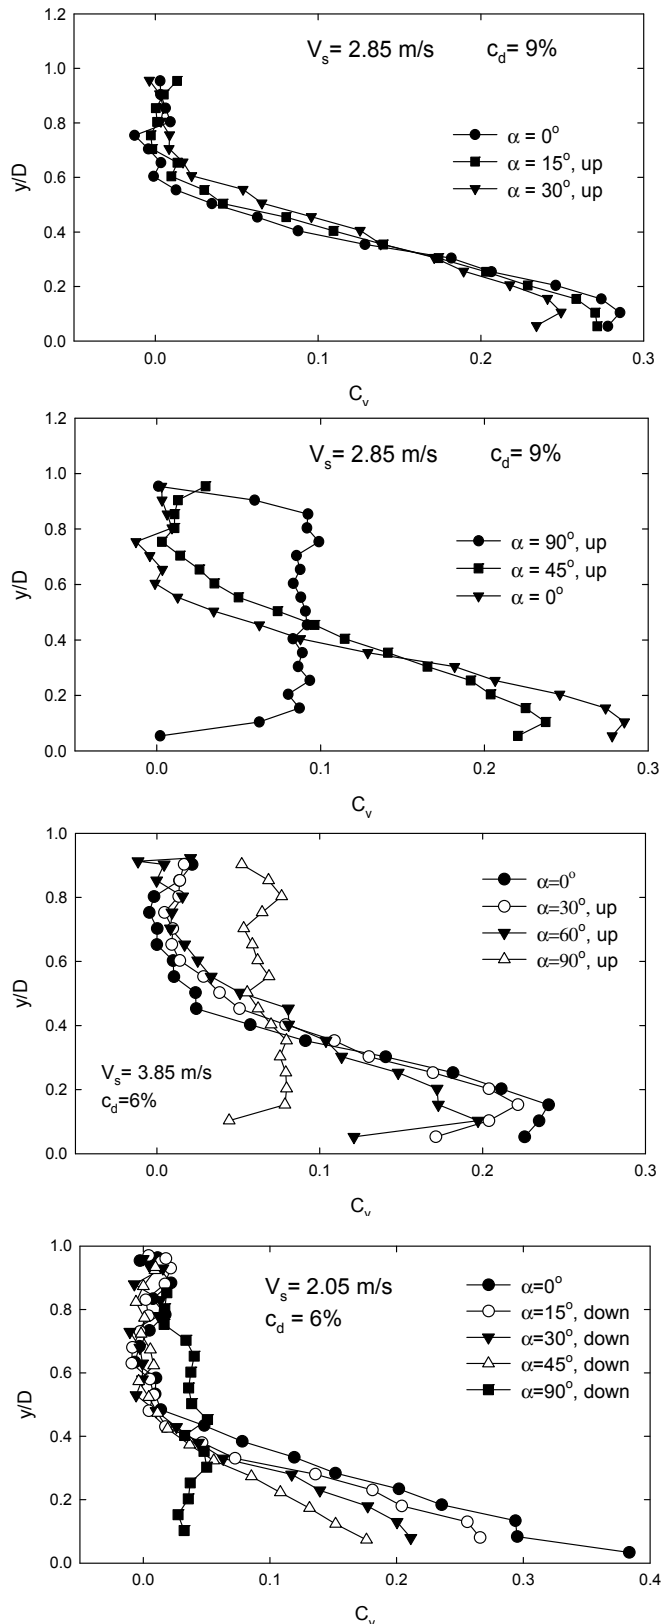 1.2
V_s= 2.85 m/s c_d= 9%
1.0
0.8
α = 0°
α = 15°, up
α = 30°, up
y/D
0.6
0.4
0.2
0.0
0.0 0.1 0.2 0.3
C_v
1.2
V_s= 2.85 m/s c_d= 9%
1.0
0.8
α = 90°, up
α = 45°, up
α = 0°
y/D
0.6
0.4
0.2
0.0
0.0 0.1 0.2 0.3
C_v
1.0
α=0°
α=30°, up
α=60°, up
α=90°, up
0.8
0.6
y/D
0.4
V_s= 3.85 m/s
c_d=6%
0.2
0.0
0.0 0.1 0.2 0.3
C_v
1.0
V_s= 2.05 m/s
c_d= 6%
α=0°
α=15°, down
α=30°, down
α=45°, down
α=90°, down
0.8
0.6
y/D
0.4
0.2
0.0
0.0 0.1 0.2 0.3 0.4
C_v